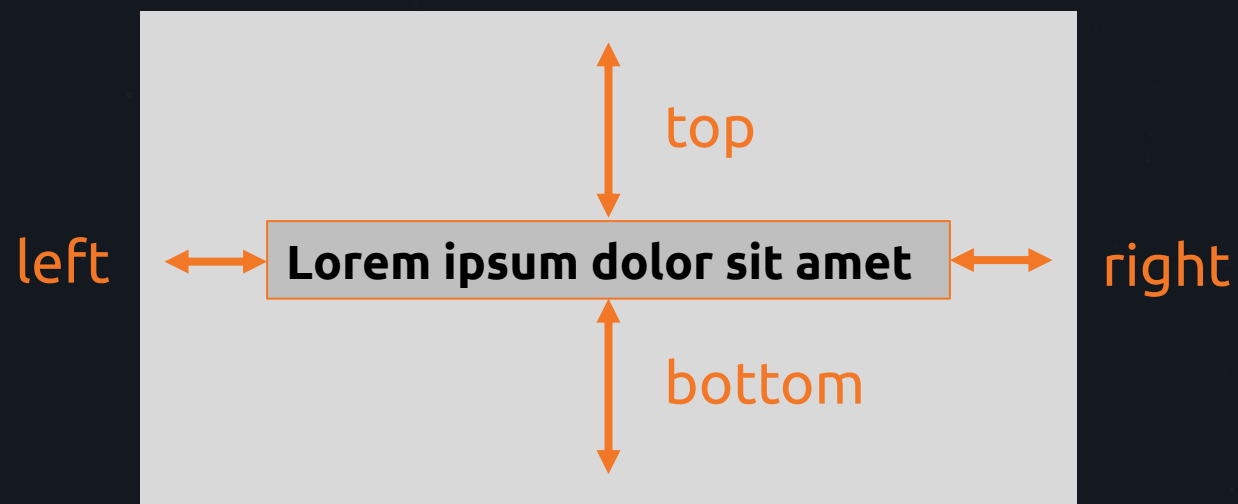 top
left
Lorem ipsum dolor sit amet
right
bottom